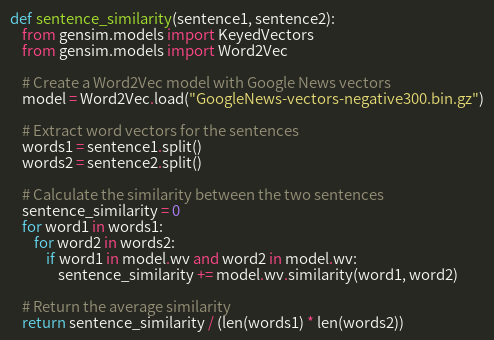 def sentence_similarity(sentence1, sentence2):
    from gensim.models import KeyedVectors
    from gensim.models import Word2Vec

    # Create a Word2Vec model with Google News vectors
    model = Word2Vec.load("GoogleNews-vectors-negative300.bin.gz")

    # Extract word vectors for the sentences
    words1 = sentence1.split()
    words2 = sentence2.split()

    # Calculate the similarity between the two sentences
    sentence_similarity = 0
    for word1 in words1:
        for word2 in words2:
            if word1 in model.wv and word2 in model.wv:
                sentence_similarity += model.wv.similarity(word1, word2)

    # Return the average similarity
    return sentence_similarity / (len(words1) * len(words2))